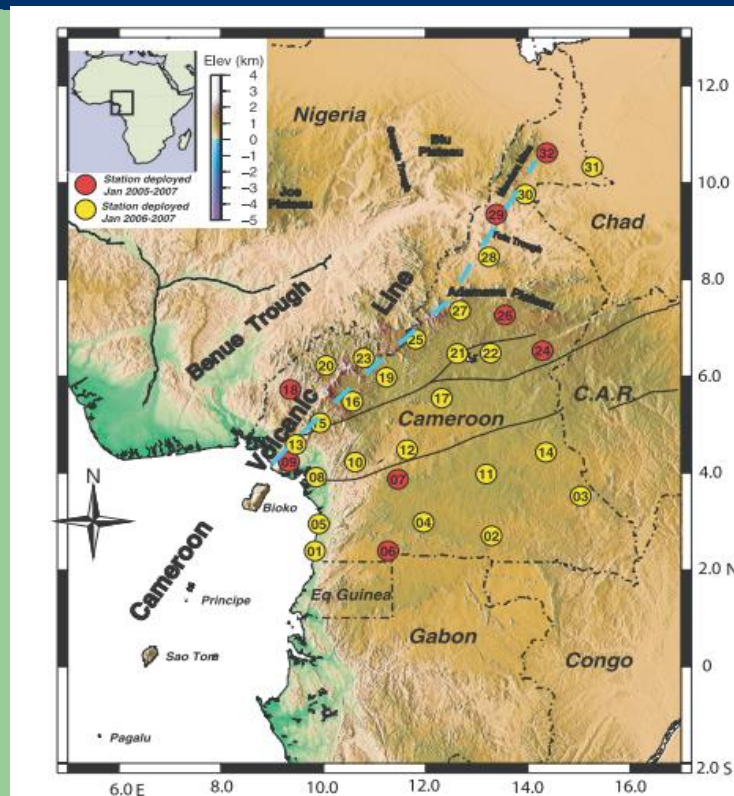 Elev (km)
4
3
2
1
0
−1
−2
−3
−4
−5
Station deployed
Jan 2005-2007
Station deployed
Jan 2006-2007
Nigeria
Biu
Plateau
Jos
Plateau
Chad
Benue Trough
Volcanic
Line
Adamawa Plateau
C.A.R.
Cameroon
Bioko
Cameroon
Principe
Eq Guinea
Gabon
Congo
Sao Tome
Pagalu
N
32
31
30
29
28
27
26
25
24
23
21
22
20
19
18
16
17
15
13
12
14
10
09
11
08
07
03
05
04
02
01
06
12.0
10.0
8.0
6.0
4.0
2.0 N
0
2.0 S
6.0 E
8.0
10.0
12.0
14.0
16.0